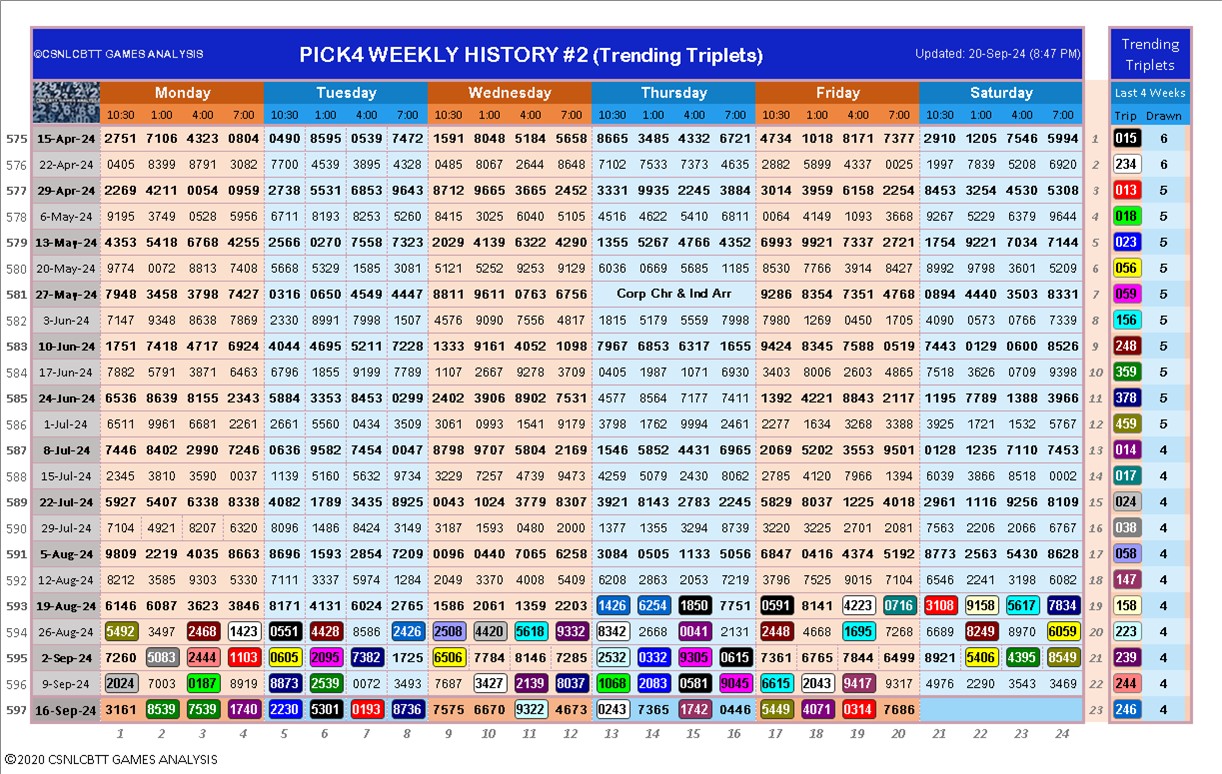 ©CSNLCBTT GAMES ANALYSIS PICK4 WEEKLY HISTORY #2 (Trending Triplets) Updated: 20-Sep-24 (8:47 PM) Trending
Triplets
Monday Tuesday Wednesday Thursday Friday Saturday Last 4 Weeks
10:30 1:00 4:00 7:00 10:30 1:00 4:00 7:00 10:30 1:00 4:00 7:00 10:30 1:00 4:00 7:00 10:30 1:00 4:00 7:00 10:30 1:00 4:00 7:00 Trip Drawn
575 15-Apr-24 2751 7106 4323 0804 0490 8595 0539 7472 1591 8048 5184 5658 8665 3485 4332 6721 4734 1018 8171 7377 2910 1205 7546 5994 1 015 6
576 22-Apr-24 0405 8399 8791 3082 7700 4539 3895 4320 0485 8067 2644 8648 7102 7533 7373 4635 2882 5899 4337 0025 1997 7839 5208 6920 2 234 6
577 29-Apr-24 2269 4211 0054 0959 2738 5531 6853 9643 8712 9665 3665 2452 3331 9935 2245 3884 3014 3959 6158 2254 8453 3254 4530 5308 3 013 5
578 6-May-24 9195 3749 0528 5956 6711 8193 8253 5260 8415 3025 6040 5105 4516 4622 5410 6811 0064 4149 1093 3668 9267 5229 6379 9644 4 018 5
579 13-May-24 4353 5418 6768 4255 2566 0270 7558 7323 2029 4139 6322 4290 1355 5267 4766 4352 6993 9921 7337 2721 1754 9221 7034 7144 5 023 5
580 20-May-24 9774 0072 8813 7408 5668 5329 1585 3081 5121 5252 9253 9129 6036 0669 5685 1185 8530 7766 3914 8427 8992 9798 3601 5209 6 056 5
581 27-May-24 7948 3458 3798 7427 0316 0650 4549 4447 8811 9611 0763 6756 Corp Chr & Ind Arr 9286 8354 7351 4768 0894 4440 3503 8331 7 059 5
582 3-Jun-24 7147 9348 8638 7869 2330 8991 7998 1507 4576 9090 7556 4817 1815 5179 5559 7998 7980 1269 0450 1705 4090 0573 0766 7339 8 156 5
583 10-Jun-24 1751 7418 4717 6924 4044 4695 5211 7228 1333 9161 4052 1098 7967 6853 6317 1655 9424 8345 7588 0519 7443 0129 0600 8526 9 248 5
584 17-Jun-24 7882 5791 3871 6463 6796 1855 9199 7789 1107 2667 9278 3709 0405 1987 1071 6930 3403 8006 2603 4865 7518 3626 0709 9398 10 359 5
585 24-Jun-24 6536 8639 8155 2343 5884 3353 8453 0299 2402 3906 8902 7531 4577 8564 7177 7411 1392 4221 8843 2117 1195 7789 1388 3966 11 378 5
586 1-Jul-24 6511 9961 6681 2261 2661 5560 0434 3509 3061 0993 1541 9179 3798 1762 9994 2461 2277 1634 3268 3388 3925 1721 1532 5767 12 459 5
587 8-Jul-24 7446 8402 2990 7246 0636 9582 7454 0047 8798 9707 5804 2169 1546 5852 4431 6965 2069 5202 3553 9501 0128 1235 7110 7453 13 014 4
588 15-Jul-24 2345 3810 3590 0037 1139 5160 5632 9734 3229 7257 4739 9473 4259 5079 2430 8062 2785 4120 7966 1394 6039 3866 8518 0002 14 017 4
589 22-Jul-24 5927 5407 6338 8338 4082 1789 3435 8925 0043 1024 3779 8307 3921 8143 2783 2245 5829 8037 1225 4018 2961 1116 9256 8109 15 024 4
590 29-Jul-24 7104 4921 8207 6320 8096 1486 8424 3149 3187 1593 0480 2000 1377 1355 3294 8739 3220 3225 2701 2081 7563 2206 2066 6767 16 038 4
591 5-Aug-24 9809 2219 4035 8663 8696 1593 2854 7209 0096 0440 7065 6258 3084 0505 1133 5056 6847 0416 4374 5192 8773 2563 5430 8628 17 058 4
592 12-Aug-24 8212 3585 9303 5330 7111 3337 5974 1284 2049 3370 4008 5409 6208 2863 2053 7219 3796 7525 9015 7104 6546 2241 3198 6082 18 147 4
593 19-Aug-24 6146 6087 3623 3846 8171 4131 6024 2765 1586 2061 1359 2203 1426 6254 1850 7751 0591 8141 4223 0716 3108 9158 5617 7834 19 158 4
594 26-Aug-24 5492 3497 2468 1423 0551 4428 8586 2426 2508 4420 5618 9332 8342 2668 0041 2131 2448 4668 1695 7268 6689 8249 8970 6059 20 223 4
595 2-Sep-24 7260 5083 2444 1103 0605 2095 7382 1725 6506 7784 8146 7285 2532 0332 9305 0615 7361 6765 7844 6499 8921 5406 4395 8549 21 239 4
596 9-Sep-24 2024 7003 0187 8919 8873 2539 0072 3493 7687 3427 2139 8037 1068 2083 0581 9045 6615 2043 9417 9317 4976 2290 3543 3469 22 244 4
597 16-Sep-24 3161 8539 7539 1740 2230 5301 0193 8736 7575 6670 9322 4673 0243 7365 1742 0446 5449 4071 0314 7686 23 246 4
1 2 3 4 5 6 7 8 9 10 11 12 13 14 15 16 17 18 19 20 21 22 23 24
©2020 CSNLCBTT GAMES ANALYSIS